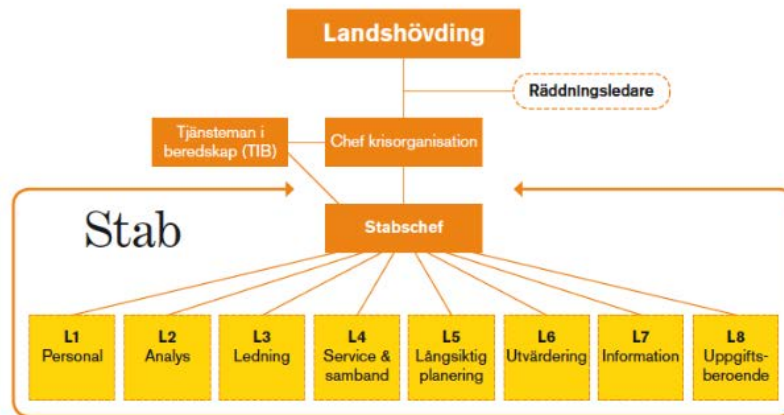 Landshövding
Räddningsledare
Tjänsteman i
beredskap (TIB)
Chef krisorganisation
Stab
Stabschef
L1
Personal
L2
Analys
L3
Ledning
L4
Service &
samband
L5
Långsiktig
planering
L6
Utvärdering
L7
Information
L8
Uppgifts-
beroende